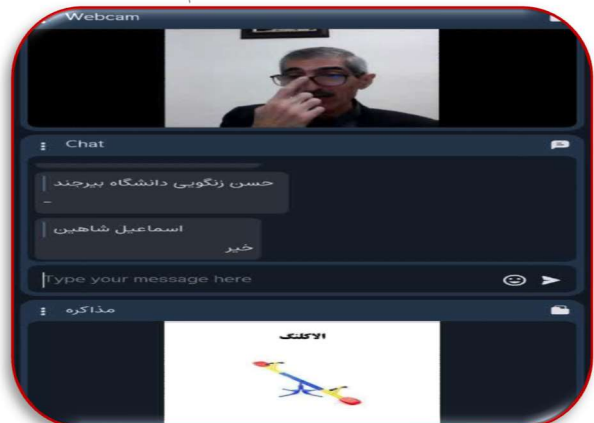 Webcam
Chat
حسن زنگویی دانشگاه بیرجند
_
اسماعیل شاهین
خیر
Type your message here
مذاکره
الاکلنگ